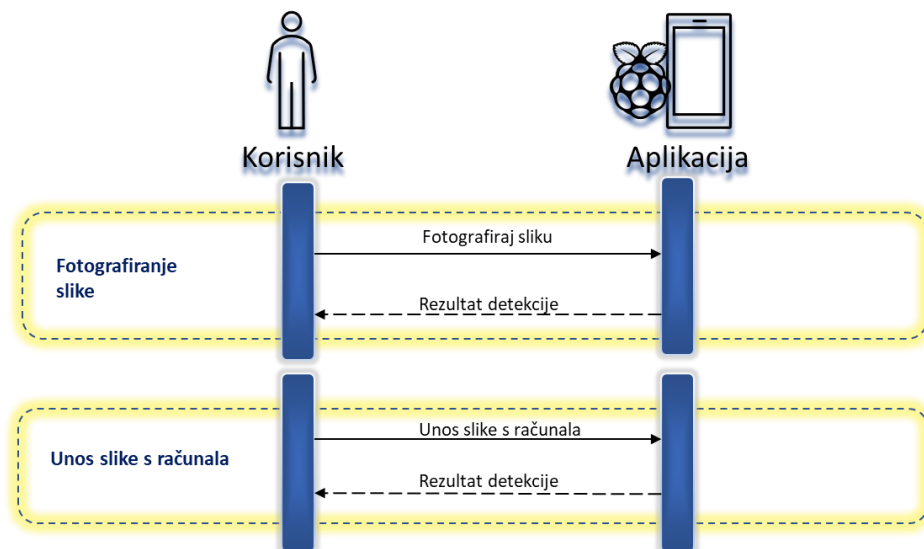 Korisnik
Aplikacija
Fotografiraj sliku
Fotografiranje
slike
Rezultat detekcije
Unos slike s računala
Unos slike s računala
Rezultat detekcije